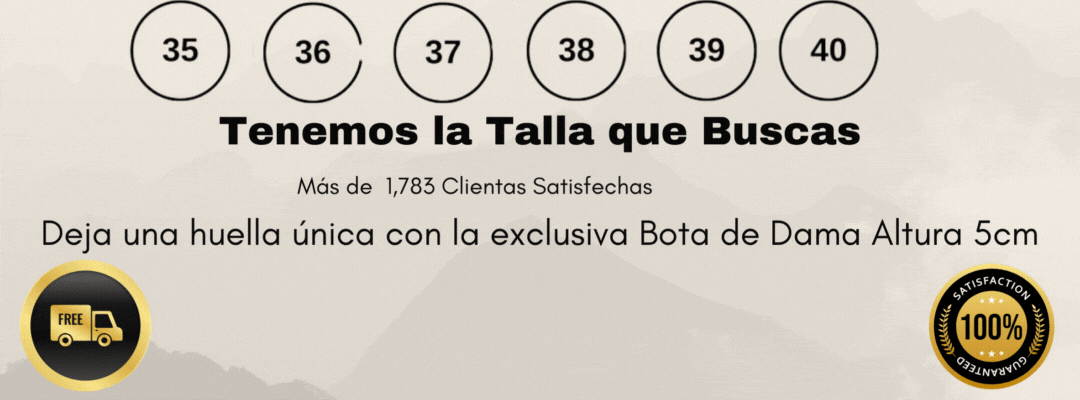 35 36 37 38 39 40
Tenemos la Talla que Buscas
Más de 1,783 Clientas Satisfechas
Deja una huella única con la exclusiva Bota de Dama Altura 5cm
FREE
SATISFACTION
100%
GUARANTEED